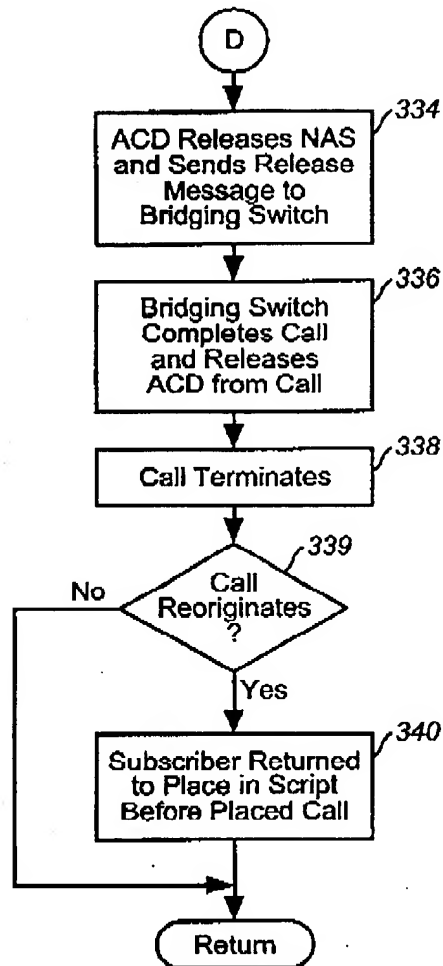 D
334
ACD Releases NAS
and Sends Release
Message to
Bridging Switch
336
Bridging Switch
Completes Call
and Releases
ACD from Call
338
Call Terminates
339
Call
Reoriginates
?
No
Yes
340
Subscriber Returned
to Place in Script
Before Placed Call
Return